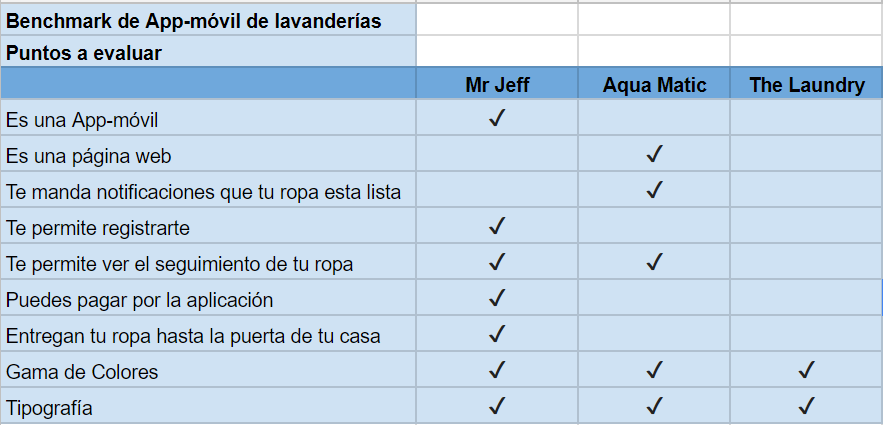 Benchmark de App-móvil de lavanderías
Puntos a evaluar
Mr Jeff Aqua Matic The Laundry
Es una App-móvil ✓
Es una página web ✓
Te manda notificaciones que tu ropa esta lista ✓
Te permite registrarte ✓
Te permite ver el seguimiento de tu ropa ✓ ✓
Puedes pagar por la aplicación ✓
Entregan tu ropa hasta la puerta de tu casa ✓
Gama de Colores ✓ ✓ ✓
Tipografía ✓ ✓ ✓